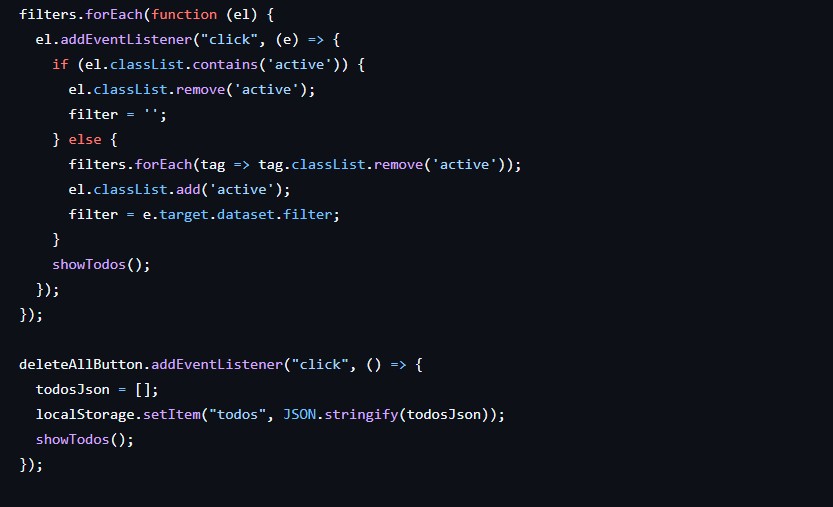 filters.forEach(function (el) {
  el.addEventListener("click", (e) => {
    if (el.classList.contains('active')) {
      el.classList.remove('active');
      filter = '';
    } else {
      filters.forEach(tag => tag.classList.remove('active'));
      el.classList.add('active');
      filter = e.target.dataset.filter;
    }
    showTodos();
  });
});

deleteAllButton.addEventListener("click", () => {
  todosJson = [];
  localStorage.setItem("todos", JSON.stringify(todosJson));
  showTodos();
});